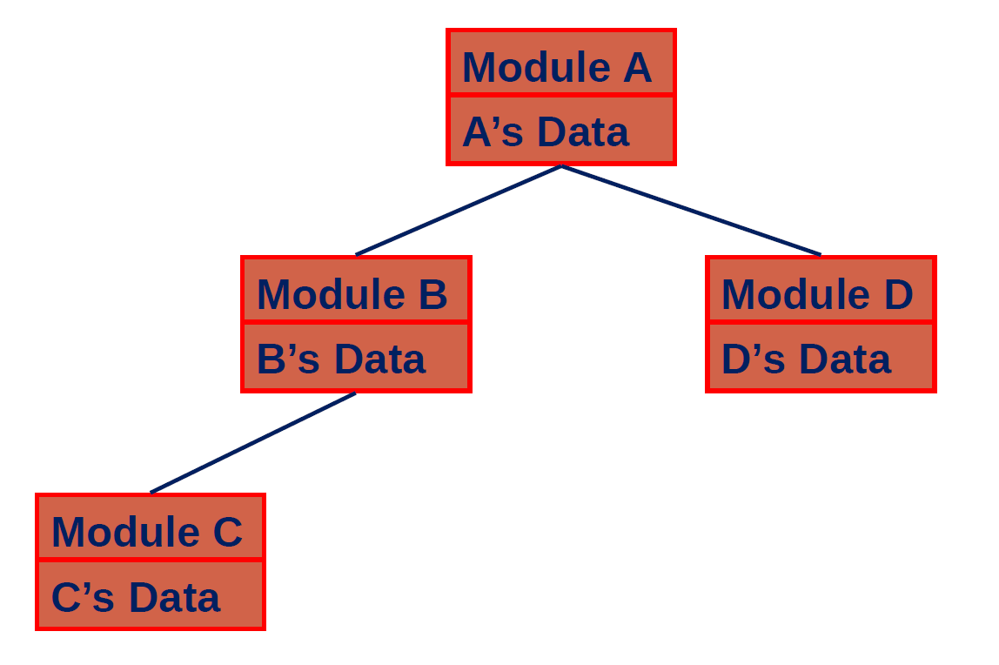 Module A
A’s Data
Module B
B’s Data
Module D
D’s Data
Module C
C’s Data